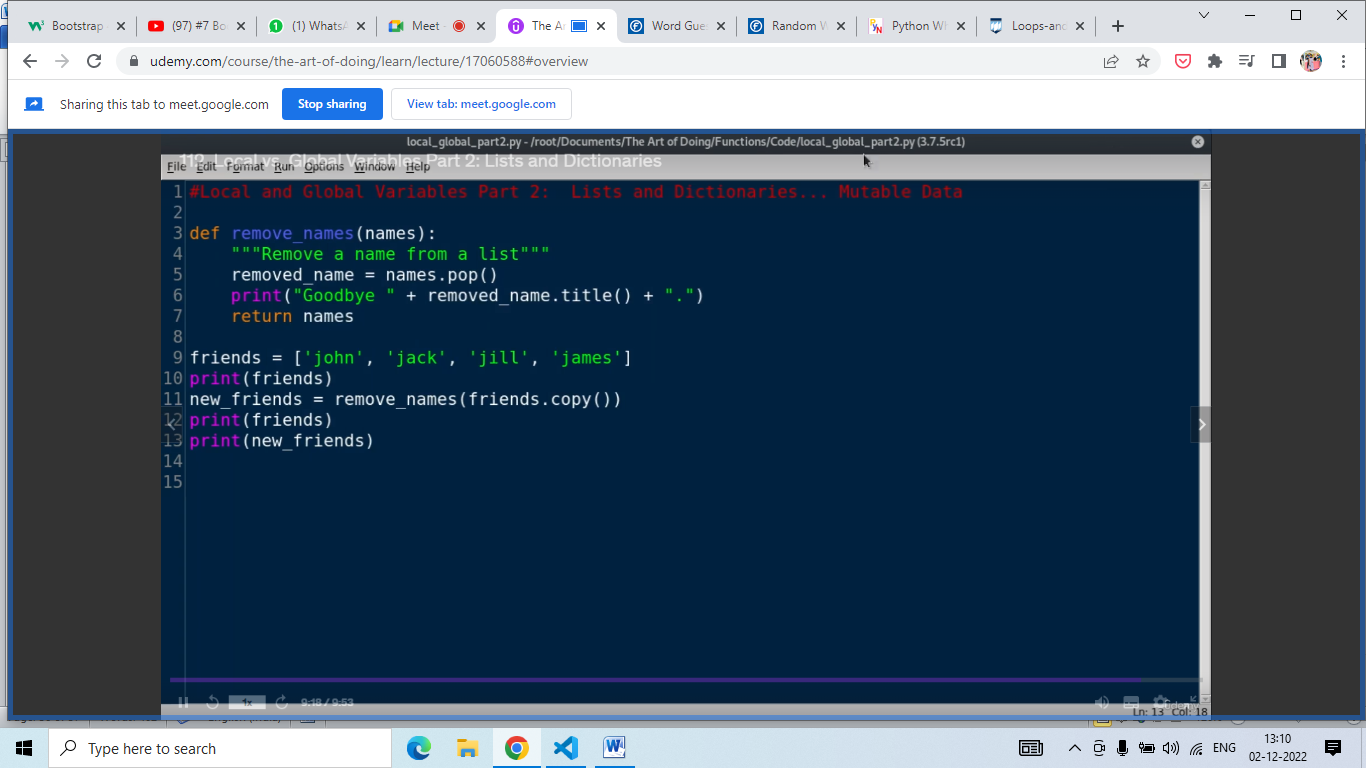 Bootstrap
(97) #7 Bo
(1) WhatsA
Meet -
The Ar
Word Gues
Random W
Python Wh
Loops-and
udemy.com/course/the-art-of-doing/learn/lecture/17060588#overview
Sharing this tab to meet.google.com
Stop sharing
View tab: meet.google.com
local_global_part2.py - /root/Documents/The Art of Doing/Functions/Code/local_global_part2.py (3.7.5rc1)
112. Local vs. Global Variables Part 2: Lists and Dictionaries
File Edit Format Run Options Window Help
1 #Local and Global Variables Part 2:  Lists and Dictionaries... Mutable Data
2
3 def remove_names(names):
4     """Remove a name from a list"""
5     removed_name = names.pop()
6     print("Goodbye " + removed_name.title() + ".")
7     return names
8
9 friends = ['john', 'jack', 'jill', 'james']
10 print(friends)
11 new_friends = remove_names(friends.copy())
12 print(friends)
13 print(new_friends)
14
15
1x
9:18 / 9:53
Udemy
Ln: 13 Col: 18
Type here to search
ENG
13:10
02-12-2022